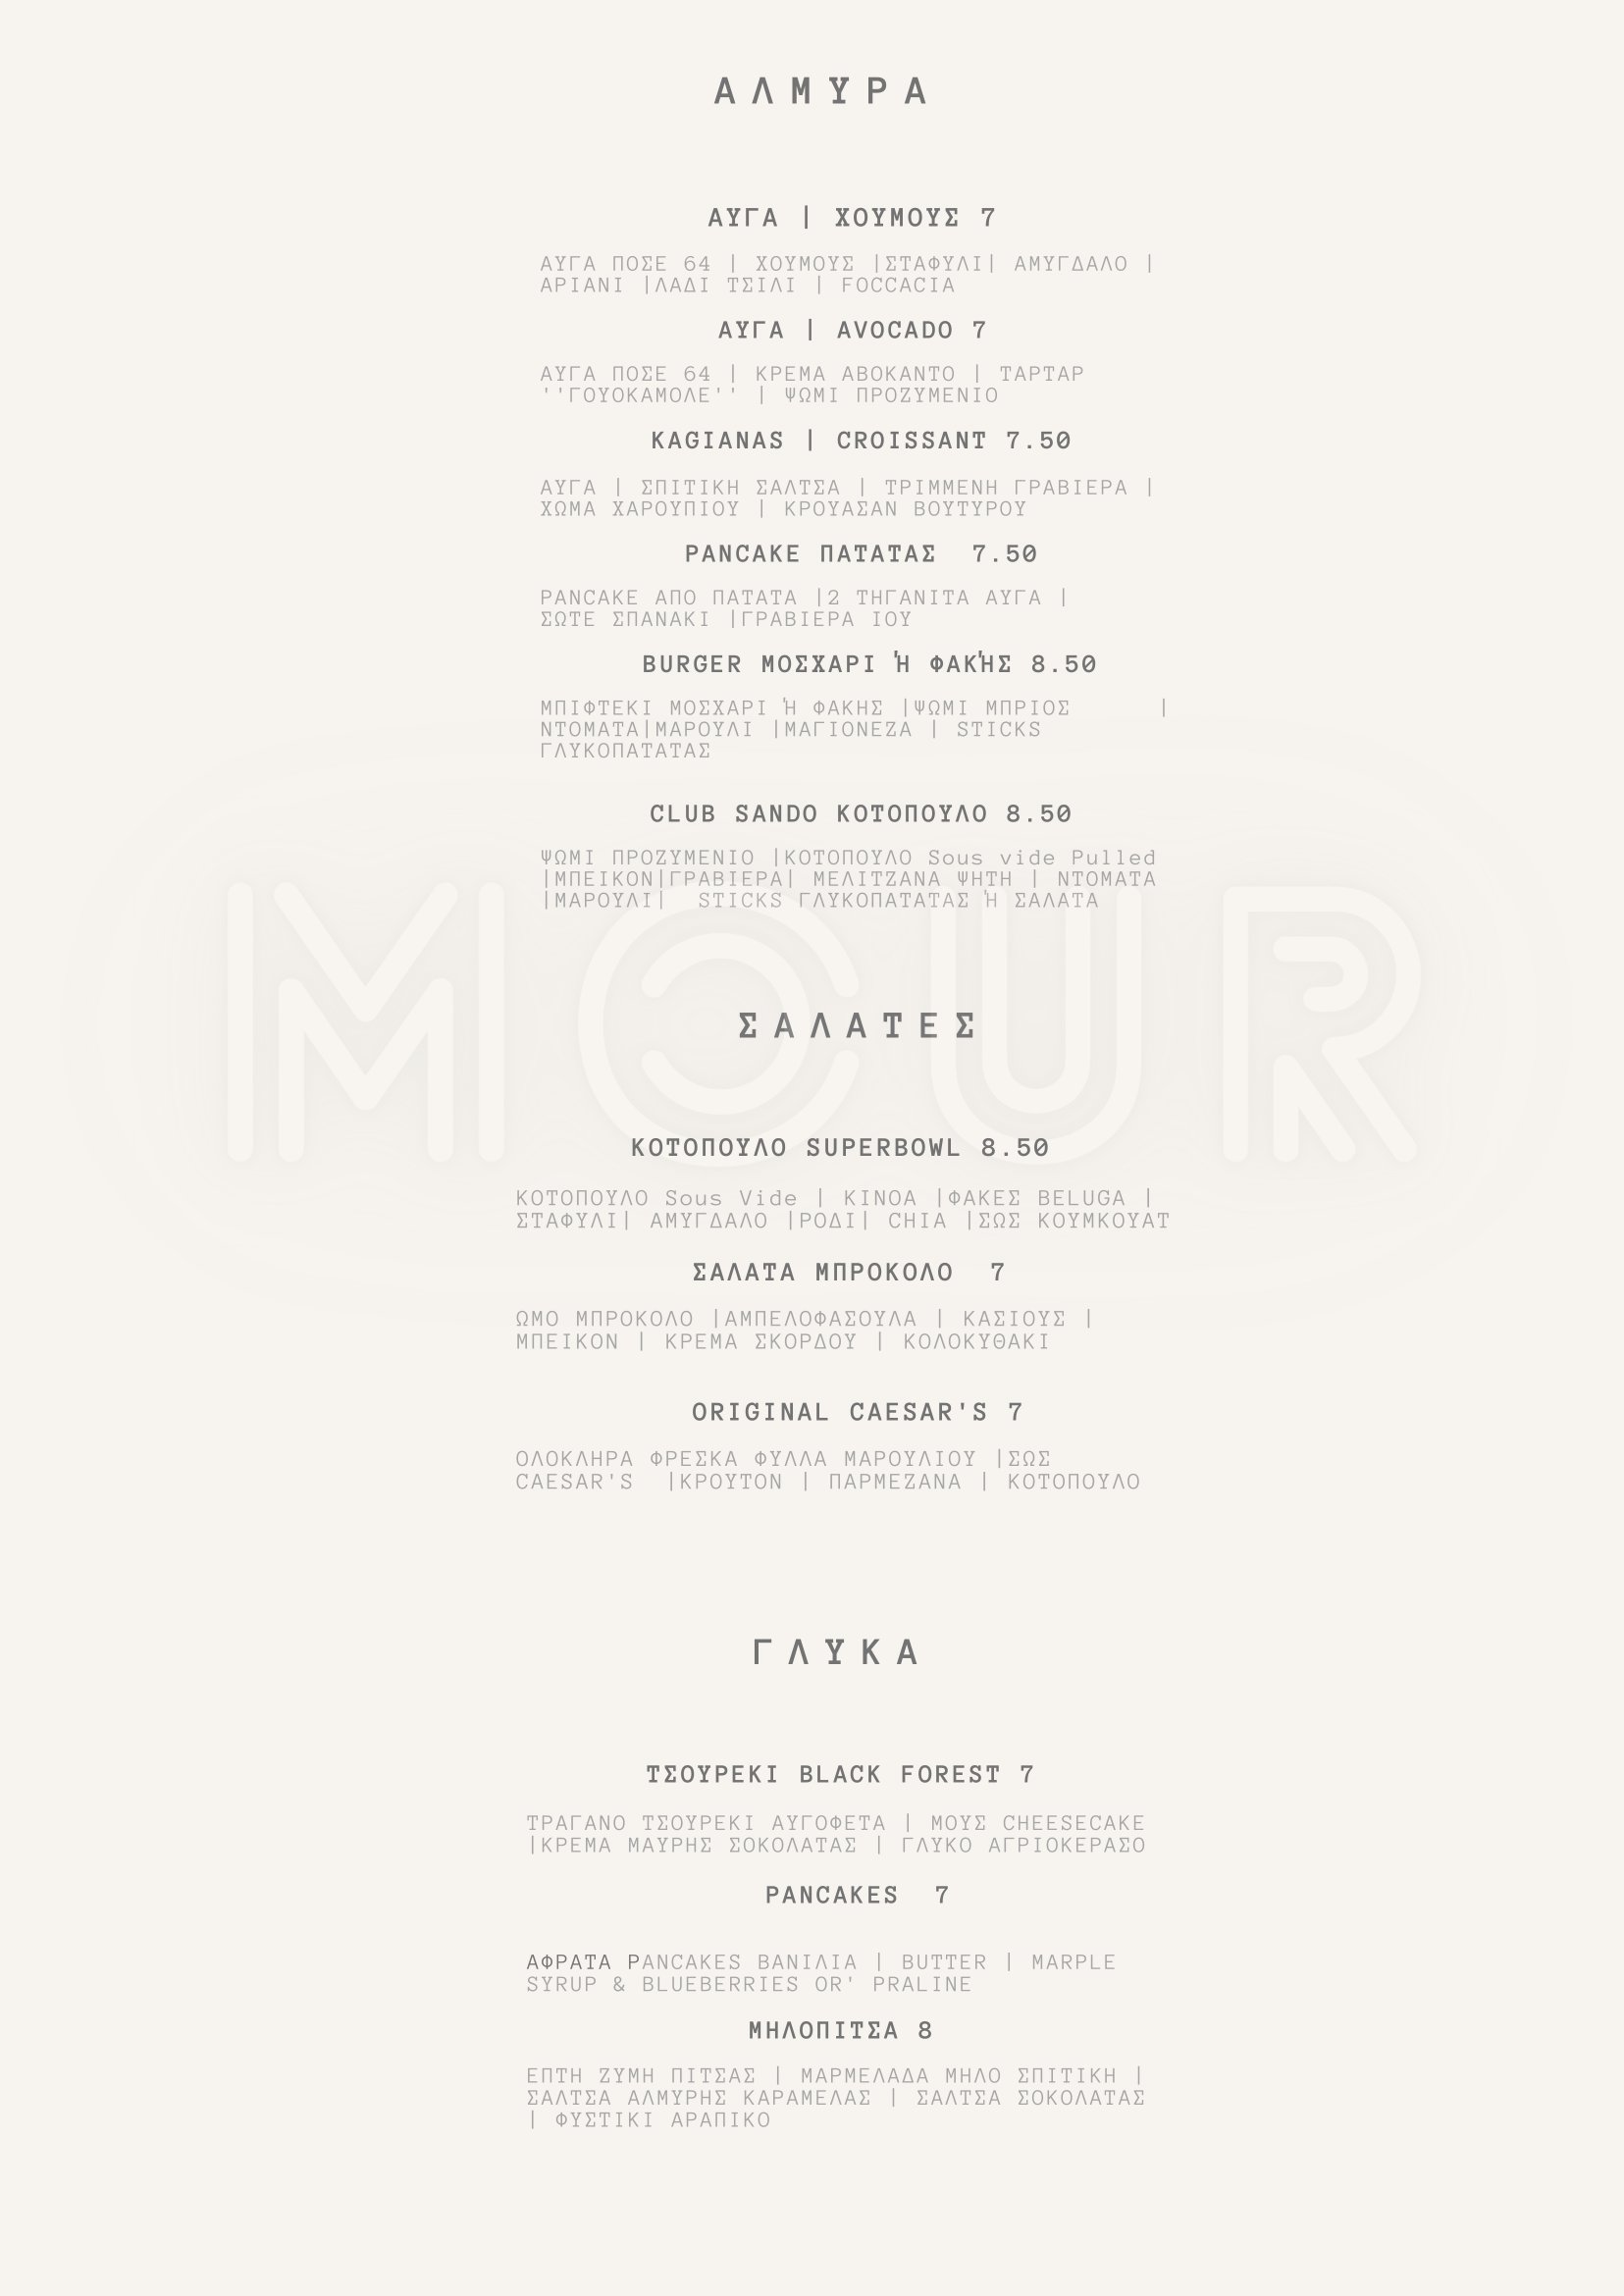 ΑΛΜΥΡΑ
ΑΥΓΑ | ΧΟΥΜΟΥΣ 7
ΑΥΓΑ ΠΟΣΕ 64 | ΧΟΥΜΟΥΣ |ΣΤΑΦΥΛΙ| ΑΜΥΓΔΑΛΟ |
ΑΡΙΑΝΙ |ΛΑΔΙ ΤΣΙΛΙ | FOCCACIA
ΑΥΓΑ | AVOCADO 7
ΑΥΓΑ ΠΟΣΕ 64 | ΚΡΕΜΑ ΑΒΟΚΑΝΤΟ | ΤΑΡΤΑΡ
''ΓΟΥΟΚΑΜΟΛΕ'' | ΨΩΜΙ ΠΡΟΖΥΜΕΝΙΟ
KAGIANAS | CROISSANT 7.50
ΑΥΓΑ | ΣΠΙΤΙΚΗ ΣΑΛΤΣΑ | ΤΡΙΜΜΕΝΗ ΓΡΑΒΙΕΡΑ |
ΧΩΜΑ ΧΑΡΟΥΠΙΟΥ | ΚΡΟΥΑΣΑΝ ΒΟΥΤΥΡΟΥ
PANCAKE ΠΑΤΑΤΑΣ  7.50
PANCAKE ΑΠΟ ΠΑΤΑΤΑ |2 ΤΗΓΑΝΙΤΑ ΑΥΓΑ |
ΣΩΤΕ ΣΠΑΝΑΚΙ |ΓΡΑΒΙΕΡΑ ΙΟΥ
BURGER ΜΟΣΧΑΡΙ Ή ΦΑΚΉΣ 8.50
ΜΠΙΦΤΕΚΙ ΜΟΣΧΑΡΙ Ή ΦΑΚΗΣ |ΨΩΜΙ ΜΠΡΙΟΣ |
ΝΤΟΜΑΤΑ|ΜΑΡΟΥΛΙ |ΜΑΓΙΟΝΕΖΑ | STICKS
ΓΛΥΚΟΠΑΤΑΤΑΣ
CLUB SANDO ΚΟΤΟΠΟΥΛΟ 8.50
ΨΩΜΙ ΠΡΟΖΥΜΕΝΙΟ |ΚΟΤΟΠΟΥΛΟ Sous vide Pulled
|ΜΠΕΙΚΟΝ|ΓΡΑΒΙΕΡΑ| ΜΕΛΙΤΖΑΝΑ ΨΗΤΗ | ΝΤΟΜΑΤΑ
|ΜΑΡΟΥΛΙ|  STICKS ΓΛΥΚΟΠΑΤΑΤΑΣ Ή ΣΑΛΑΤΑ
MOUR
ΣΑΛΑΤΕΣ
ΚΟΤΟΠΟΥΛΟ SUPERBOWL 8.50
ΚΟΤΟΠΟΥΛΟ Sous Vide | ΚΙΝΟΑ |ΦΑΚΕΣ BELUGA |
ΣΤΑΦΥΛΙ| ΑΜΥΓΔΑΛΟ |ΡΟΔΙ| CHIA |ΣΩΣ ΚΟΥΜΚΟΥΑΤ
ΣΑΛΑΤΑ ΜΠΡΟΚΟΛΟ  7
ΩΜΟ ΜΠΡΟΚΟΛΟ |ΑΜΠΕΛΟΦΑΣΟΥΛΑ | ΚΑΣΙΟΥΣ |
ΜΠΕΙΚΟΝ | ΚΡΕΜΑ ΣΚΟΡΔΟΥ | ΚΟΛΟΚΥΘΑΚΙ
ORIGINAL CAESAR'S 7
ΟΛΟΚΛΗΡΑ ΦΡΕΣΚΑ ΦΥΛΛΑ ΜΑΡΟΥΛΙΟΥ |ΣΩΣ
CAESAR'S  |ΚΡΟΥΤΟΝ | ΠΑΡΜΕΖΑΝΑ | ΚΟΤΟΠΟΥΛΟ
ΓΛΥΚΑ
ΤΣΟΥΡΕΚΙ BLACK FOREST 7
ΤΡΑΓΑΝΟ ΤΣΟΥΡΕΚΙ ΑΥΓΟΦΕΤΑ | ΜΟΥΣ CHEESECAKE
|ΚΡΕΜΑ ΜΑΥΡΗΣ ΣΟΚΟΛΑΤΑΣ | ΓΛΥΚΟ ΑΓΡΙΟΚΕΡΑΣΟ
PANCAKES  7
ΑΦΡΑΤΑ PANCAKES ΒΑΝΙΛΙΑ | BUTTER | MARPLE
SYRUP & BLUEBERRIES OR' PRALINE
ΜΗΛΟΠΙΤΣΑ 8
ΕΠΤΗ ΖΥΜΗ ΠΙΤΣΑΣ | ΜΑΡΜΕΛΑΔΑ ΜΗΛΟ ΣΠΙΤΙΚΗ |
ΣΑΛΤΣΑ ΑΛΜΥΡΗΣ ΚΑΡΑΜΕΛΑΣ | ΣΑΛΤΣΑ ΣΟΚΟΛΑΤΑΣ
| ΦΥΣΤΙΚΙ ΑΡΑΠΙΚΟ